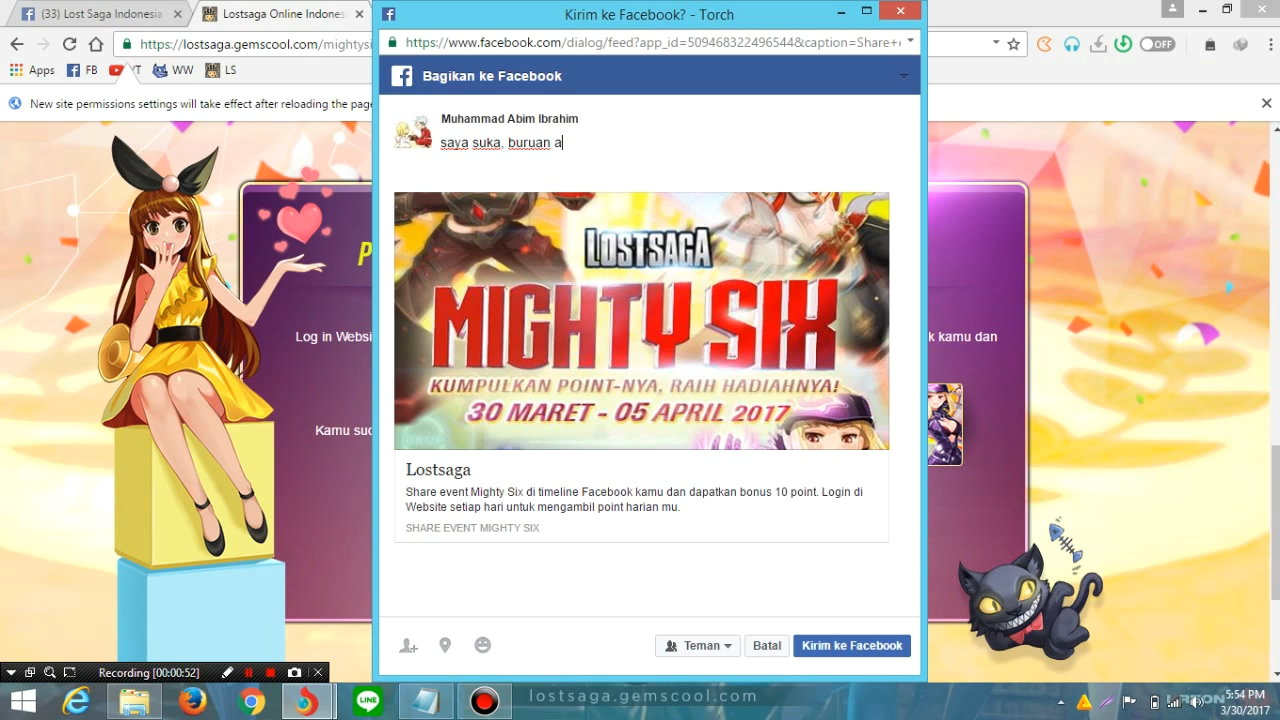 (33) Lost Saga Indonesia
Lostsaga Online Indones
Kirim ke Facebook? - Torch
https://lostsaga.gemscool.com/mightysi
https://www.facebook.com/dialog/feed?app_id=509468322496544&caption=Share+
OFF
Apps
FB
YT
WW
LS
Bagikan ke Facebook
New site permissions settings will take effect after reloading the page
Muhammad Abim Ibrahim
saya suka. buruan a
P
LOSTSAGA
MIGHTY SIX
KUMPULKAN POINT-NYA, RAIH HADIAHNYA!
30 MARET - 05 APRIL 2017
Log in Websi
k kamu dan
Kamu suc
Lostsaga
Share event Mighty Six di timeline Facebook kamu dan dapatkan bonus 10 point. Login di
Website setiap hari untuk mengambil point harian mu.
SHARE EVENT MIGHTY SIX
Teman
Batal
Kirim ke Facebook
Recording [00:00:52]
LINE
lostsaga.gemscool.com
5:54 PM
3/30/2017